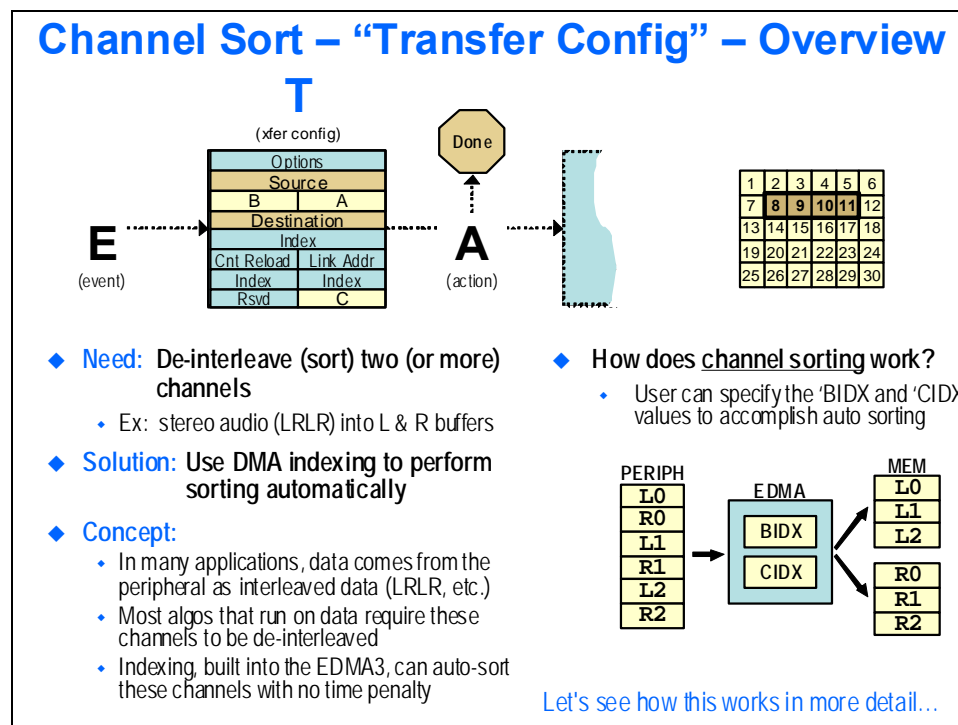 Channel Sort – “Transfer Config” – Overview
T
(xfer config)
Options
Source
B A
Destination
Index
Cnt Reload Link Addr
Index Index
Rsvd C
E
(event)
Done
A
(action)
1 2 3 4 5 6
7 8 9 10 11 12
13 14 15 16 17 18
19 20 21 22 23 24
25 26 27 28 29 30
Need: De-interleave (sort) two (or more)
channels
Ex: stereo audio (LRLR) into L & R buffers
Solution: Use DMA indexing to perform
sorting automatically
Concept:
In many applications, data comes from the
peripheral as interleaved data (LRLR, etc.)
Most algos that run on data require these
channels to be de-interleaved
Indexing, built into the EDMA3, can auto-sort
these channels with no time penalty
How does channel sorting work?
User can specify the ‘BIDX and ‘CIDX
values to accomplish auto sorting
PERIPH
L0
R0
L1
R1
L2
R2
EDMA
BIDX
CIDX
MEM
L0
L1
L2
R0
R1
R2
Let's see how this works in more detail…